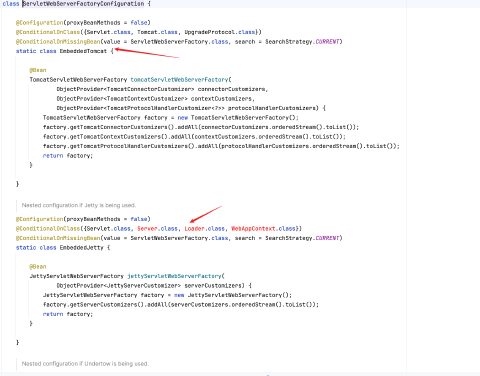 class ServletWebServerFactoryConfiguration {
@Configuration(proxyBeanMethods = false)
@ConditionalOnClass({Servlet.class, Tomcat.class, UpgradeProtocol.class})
@ConditionalOnMissingBean(value = ServletWebServerFactory.class, search = SearchStrategy.CURRENT)
static class EmbeddedTomcat {
@Bean
TomcatServletWebServerFactory tomcatServletWebServerFactory(
ObjectProvider<TomcatConnectorCustomizer> connectorCustomizers,
ObjectProvider<TomcatContextCustomizer> contextCustomizers,
ObjectProvider<TomcatProtocolHandlerCustomizer<?>> protocolHandlerCustomizers) {
TomcatServletWebServerFactory factory = new TomcatServletWebServerFactory();
factory.getTomcatConnectorCustomizers().addAll(connectorCustomizers.orderedStream().toList());
factory.getTomcatContextCustomizers().addAll(contextCustomizers.orderedStream().toList());
factory.getTomcatProtocolHandlerCustomizers().addAll(protocolHandlerCustomizers.orderedStream().toList());
return factory;
}
}
Nested configuration if Jetty is being used.
@Configuration(proxyBeanMethods = false)
@ConditionalOnClass({Servlet.class, Server.class, Loader.class, WebAppContext.class})
@ConditionalOnMissingBean(value = ServletWebServerFactory.class, search = SearchStrategy.CURRENT)
static class EmbeddedJetty {
@Bean
JettyServletWebServerFactory jettyServletWebServerFactory(
ObjectProvider<JettyServerCustomizer> serverCustomizers) {
JettyServletWebServerFactory factory = new JettyServletWebServerFactory();
factory.getServerCustomizers().addAll(serverCustomizers.orderedStream().toList());
return factory;
}
}
Nested configuration if Undertow is being used.